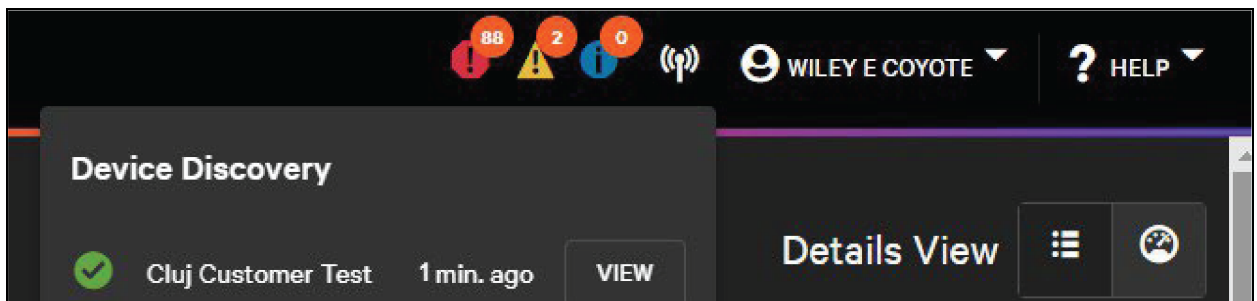 88 2 0 WILEY E COYOTE ? HELP
Device Discovery
Details View
Cluj Customer Test 1 min. ago VIEW